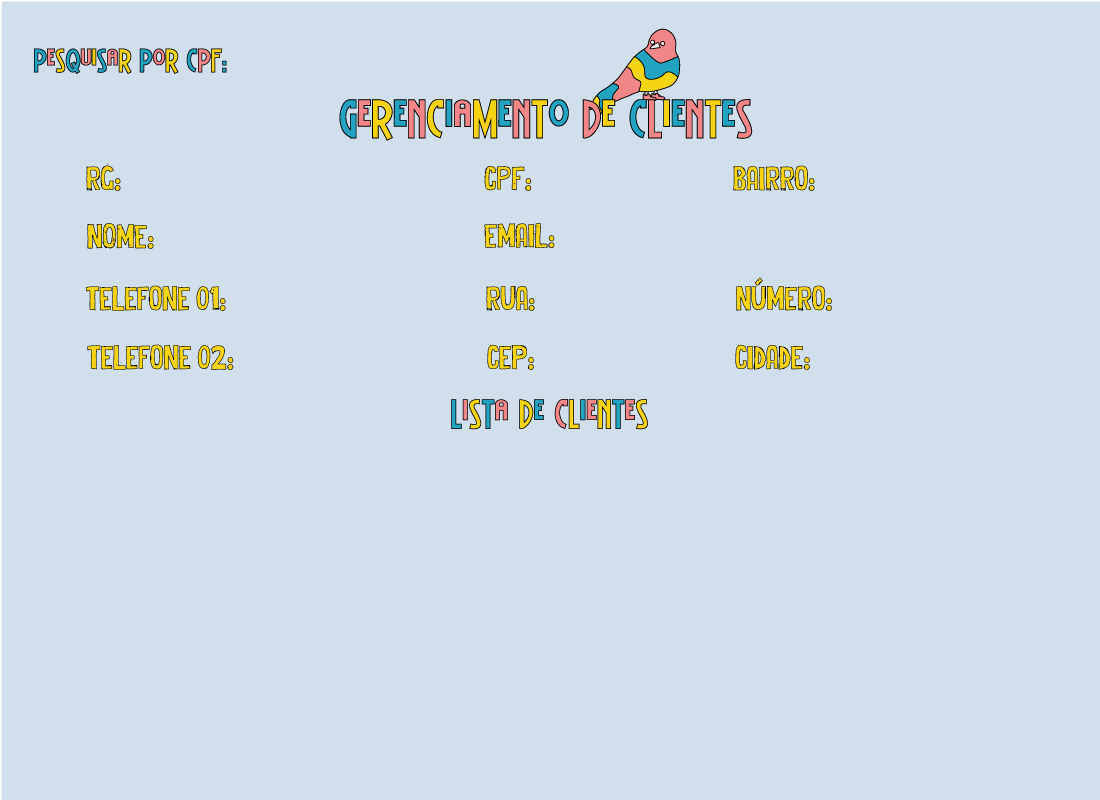 PESQUISAR POR CPF:
GERENCIAMENTO DE CLIENTES
RG: CPF: BAIRRO:
NOME: EMAIL:
TELEFONE 01: RUA: NÚMERO:
TELEFONE 02: CEP: CIDADE:
LISTA DE CLIENTES